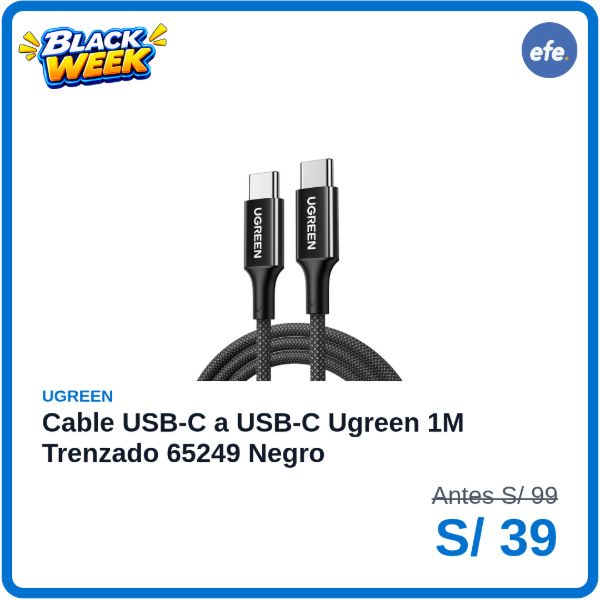 BLACK
WEEK
efe.
UGREEN
UGREEN
UGREEN
Cable USB-C a USB-C Ugreen 1M
Trenzado 65249 Negro
Antes S/ 99
S/ 39